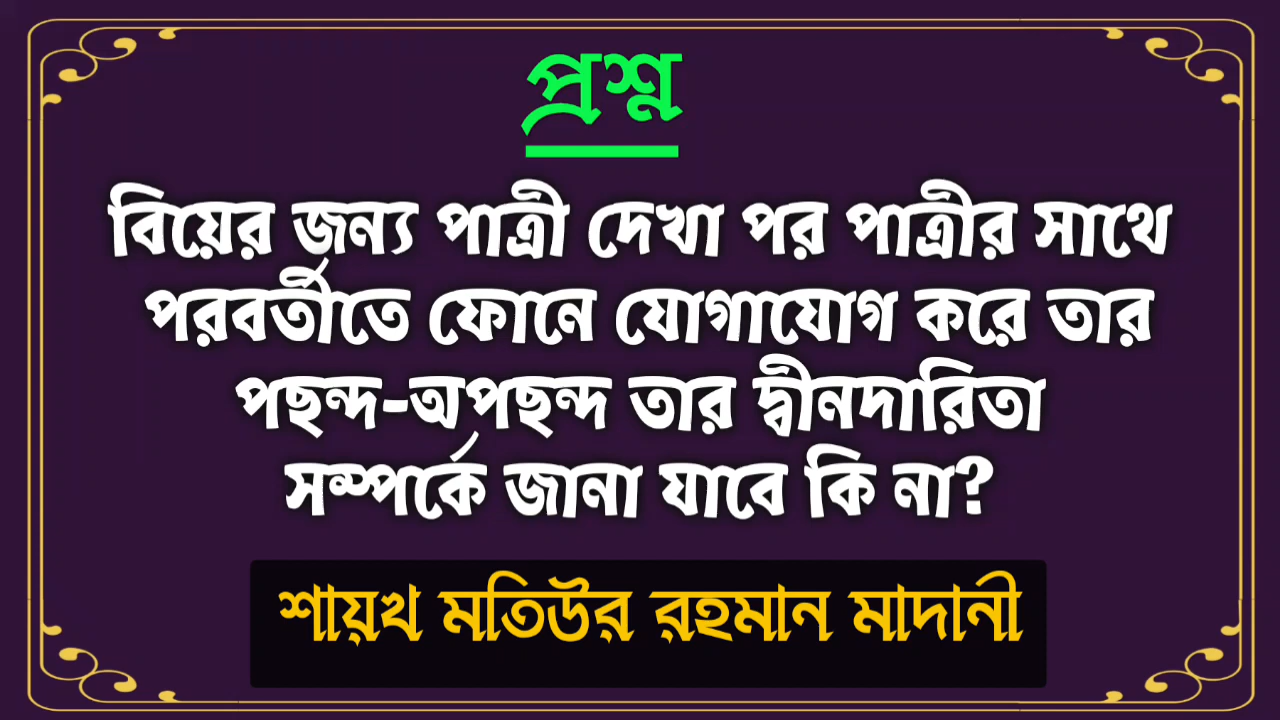 প্রশ্ন
বিয়ের জন্য পাত্রী দেখা পর পাত্রীর সাথে
পরবর্তীতে ফোনে যোগাযোগ করে তার
পছন্দ-অপছন্দ তার দ্বীনদারিতা
সম্পর্কে জানা যাবে কি না?
শায়খ মতিউর রহমান মাদানী